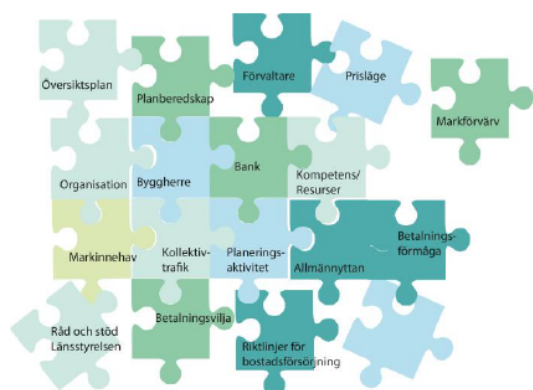 Översiktsplan
Planberedskap
Förvaltare
Prisläge
Markförvärv
Organisation
Byggherre
Bank
Kompetens/
Resurser
Markinnehav
Kollektiv-
trafik
Planerings-
aktivitet
Allmännyttan
Betalnings-
förmåga
Råd och stöd
Länsstyrelsen
Betalningsvilja
Riktlinjer för
bostadsförsörjning